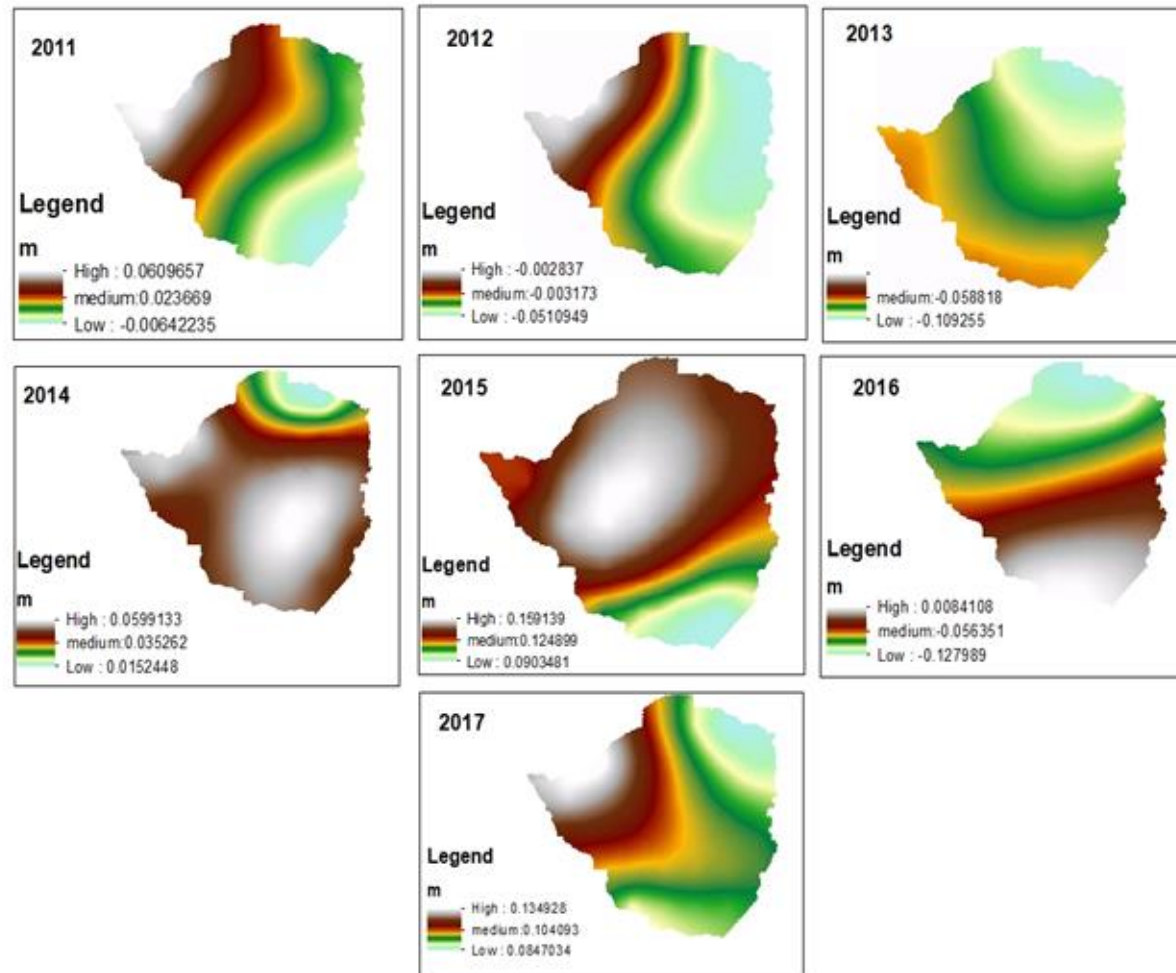 2011
Legend
m
High : 0.0609657
medium:0.023669
Low : -0.00642235
2012
Legend
m
High : -0.002837
medium:-0.003173
Low : -0.0510949
2013
Legend
m
medium:-0.058818
Low : -0.109255
2014
Legend
m
High : 0.0599133
medium:0.035262
Low : 0.0152448
2015
Legend
m
High : 0.159139
medium:0.124899
Low : 0.0903481
2016
Legend
m
High : 0.0084108
medium:-0.056351
Low : -0.127989
2017
Legend
m
High : 0.134928
medium:0.104093
Low : 0.0847034